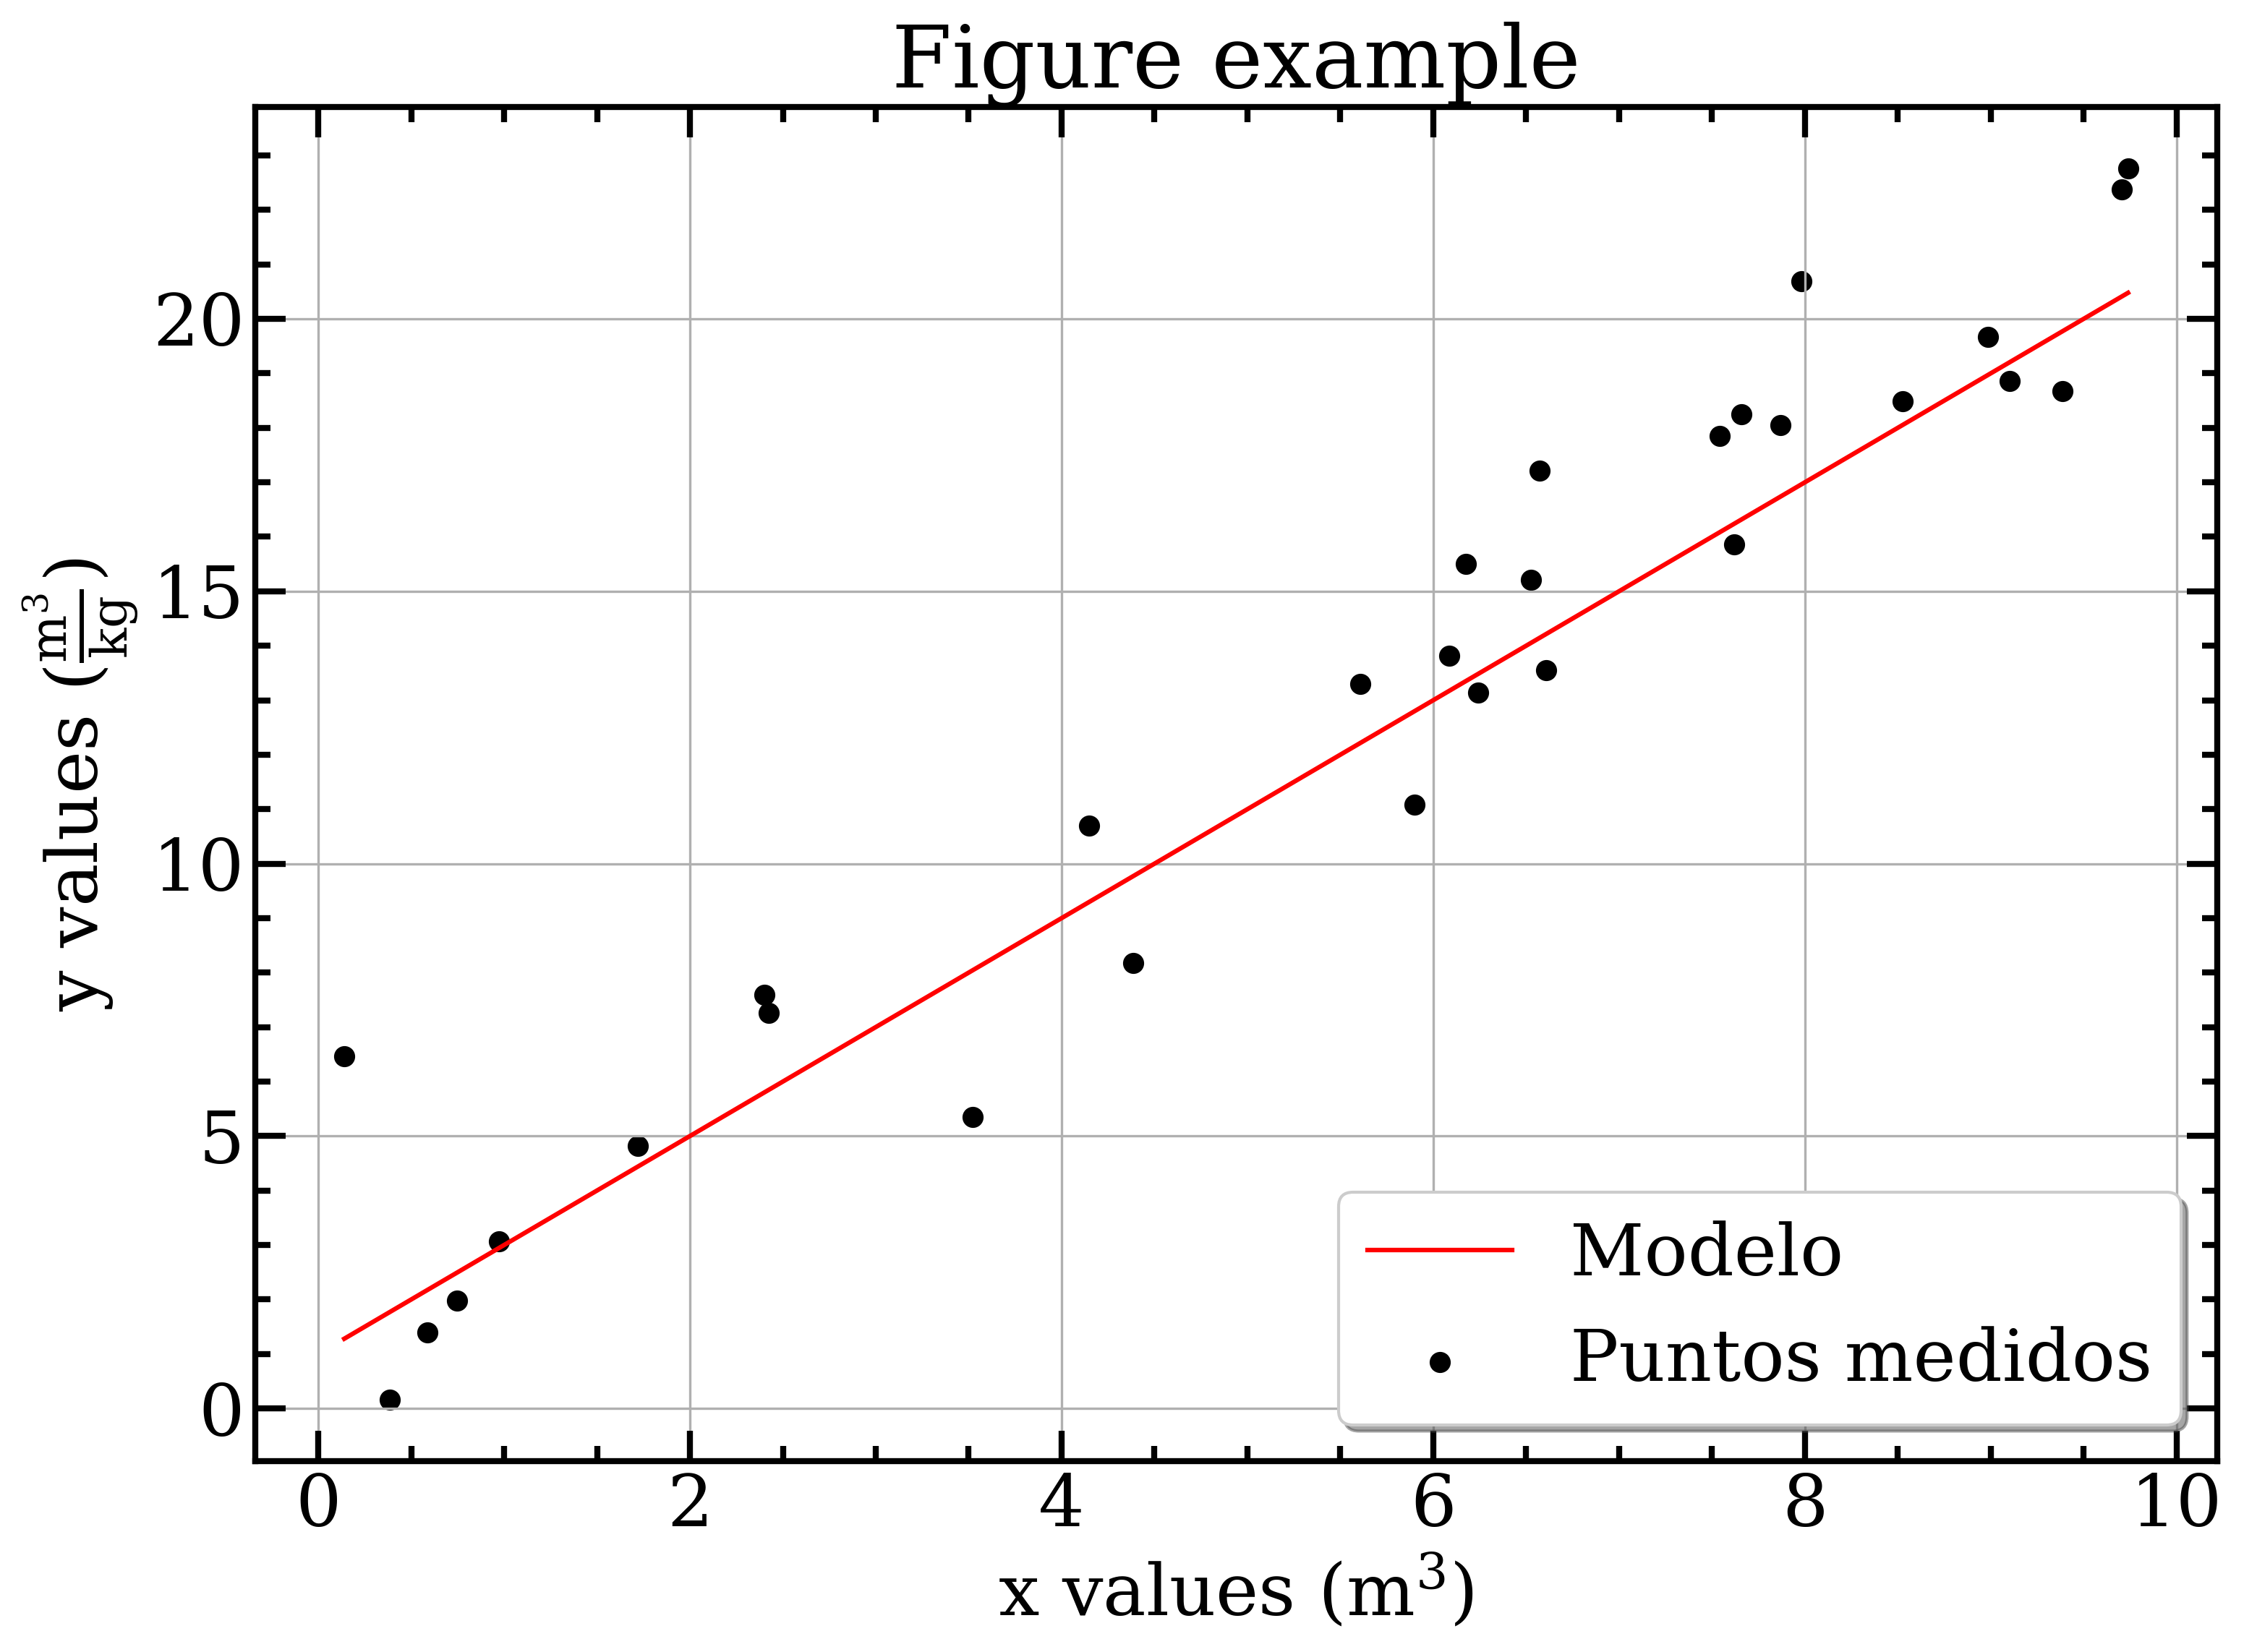 Figure example
y values (m³/kg)
20
15
10
5
0
Modelo
Puntos medidos
0 2 4 6 8 10
x values (m³)